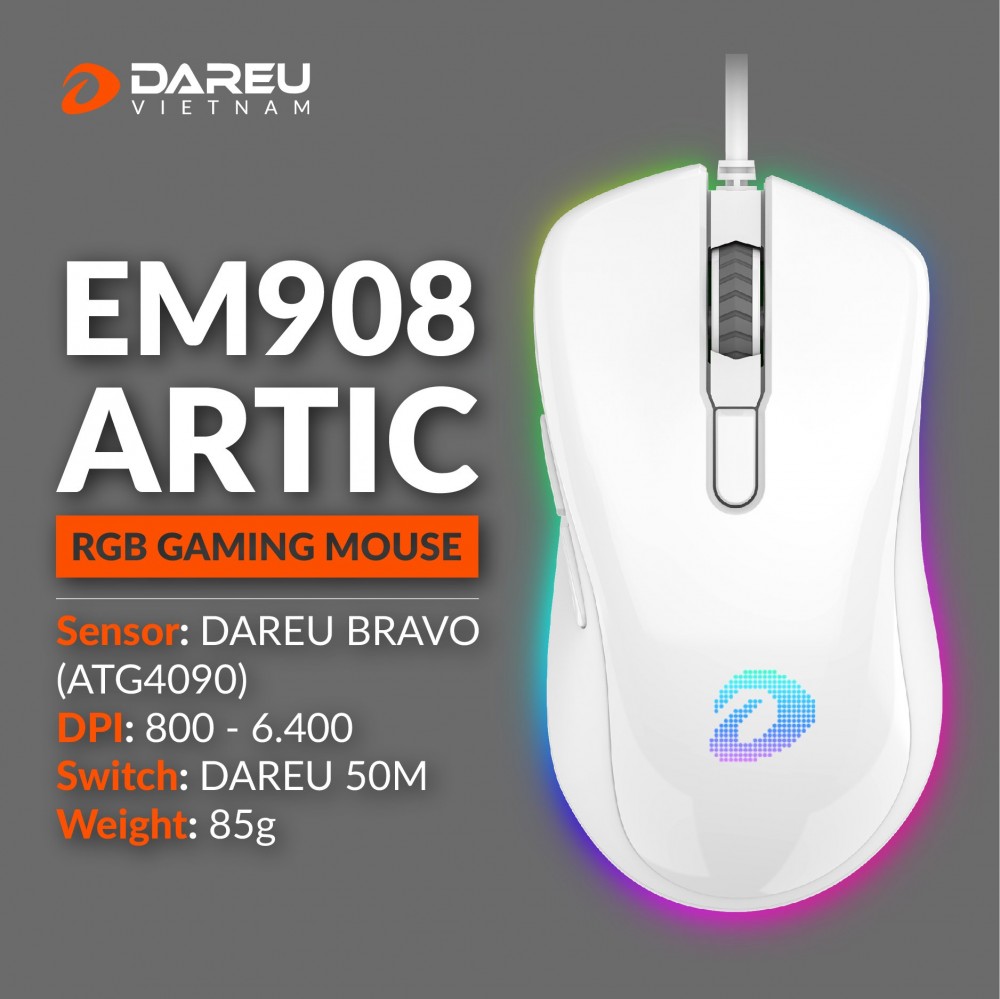 DAREU
VIETNAM
EM908
ARTIC
RGB GAMING MOUSE
Sensor: DAREU BRAVO
(ATG4090)
DPI: 800 - 6.400
Switch: DAREU 50M
Weight: 85g